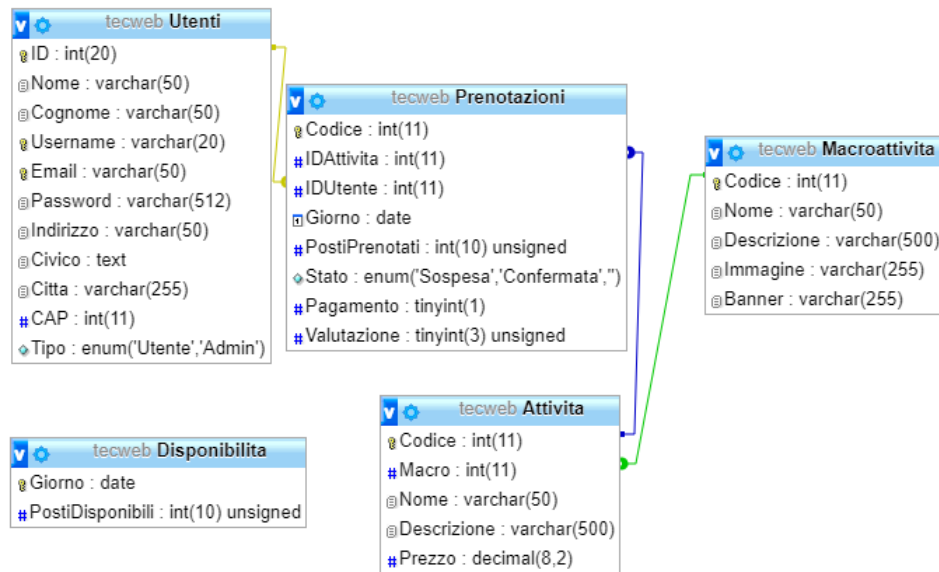 tecweb Utenti
ID : int(20)
Nome : varchar(50)
Cognome : varchar(50)
Username : varchar(20)
Email : varchar(50)
Password : varchar(512)
Indirizzo : varchar(50)
Civico : text
Citta : varchar(255)
CAP : int(11)
Tipo : enum('Utente','Admin')
tecweb Prenotazioni
Codice : int(11)
IDAttivita : int(11)
IDUtente : int(11)
Giorno : date
PostiPrenotati : int(10) unsigned
Stato : enum('Sospesa','Confermata','')
Pagamento : tinyint(1)
Valutazione : tinyint(3) unsigned
tecweb Macroattivita
Codice : int(11)
Nome : varchar(50)
Descrizione : varchar(500)
Immagine : varchar(255)
Banner : varchar(255)
tecweb Disponibilita
Giorno : date
PostiDisponibili : int(10) unsigned
tecweb Attivita
Codice : int(11)
Macro : int(11)
Nome : varchar(50)
Descrizione : varchar(500)
Prezzo : decimal(8,2)